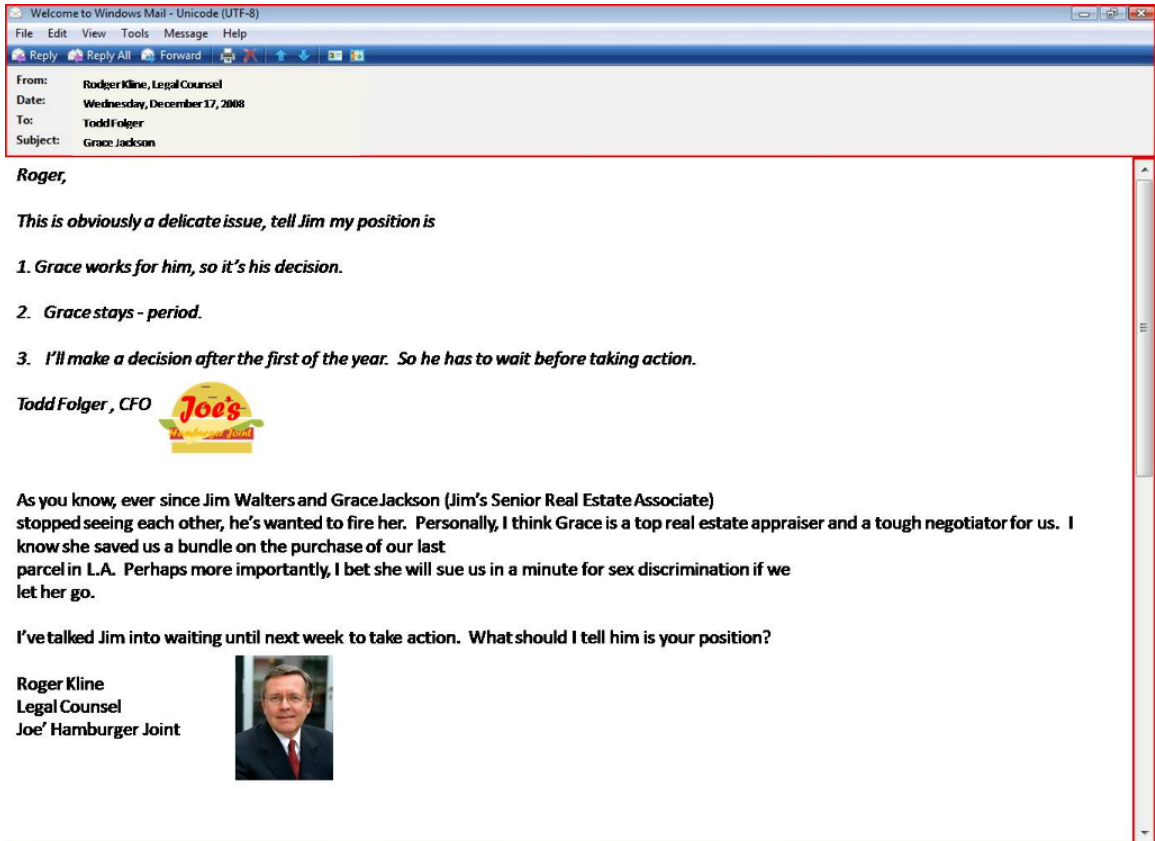 Welcome to Windows Mail - Unicode (UTF-8)
File Edit View Tools Message Help
Reply Reply All Forward
From: Rodger Kline, Legal Counsel
Date: Wednesday, December 17, 2008
To: Todd Folger
Subject: Grace Jackson
Roger,
This is obviously a delicate issue, tell Jim my position is
1. Grace works for him, so it's his decision.
2. Grace stays - period.
3. I'll make a decision after the first of the year. So he has to wait before taking action.
Todd Folger , CFO
Joe's
Hamburger Joint
As you know, ever since Jim Walters and Grace Jackson (Jim's Senior Real Estate Associate)
stopped seeing each other, he's wanted to fire her. Personally, I think Grace is a top real estate appraiser and a tough negotiator for us. I
know she saved us a bundle on the purchase of our last
parcel in L.A. Perhaps more importantly, I bet she will sue us in a minute for sex discrimination if we
let her go.
I've talked Jim into waiting until next week to take action. What should I tell him is your position?
Roger Kline
Legal Counsel
Joe' Hamburger Joint